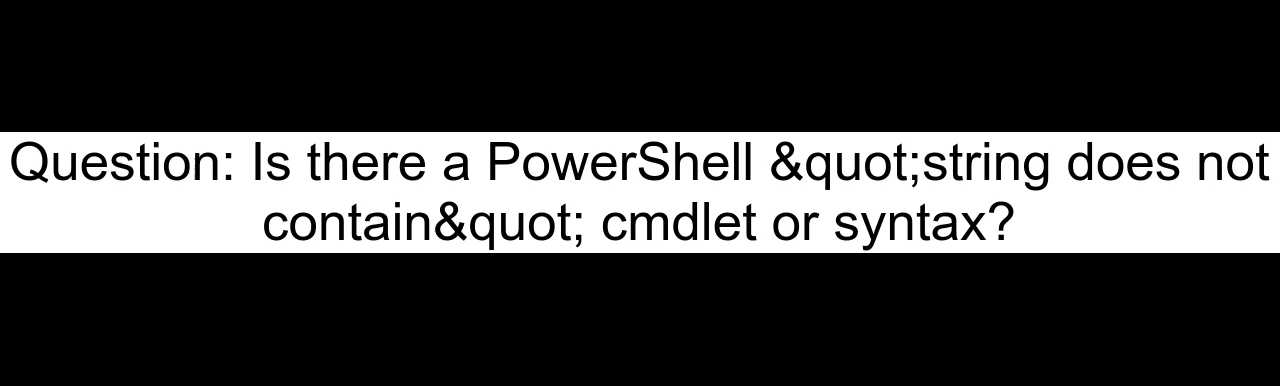 Question: Is there a PowerShell &quot;string does not
contain&quot; cmdlet or syntax?